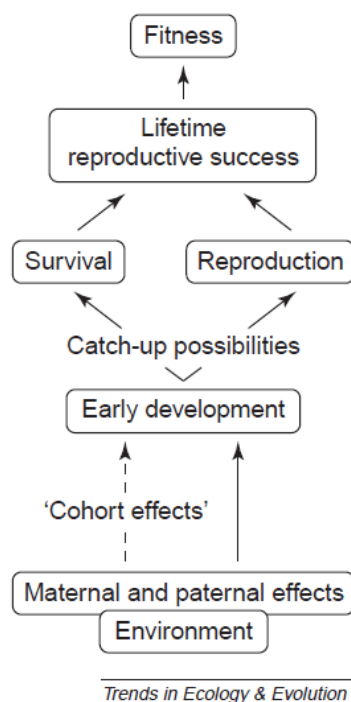 Fitness
Lifetime
reproductive success
Survival
Reproduction
Catch-up possibilities
Early development
‘Cohort effects’
Maternal and paternal effects
Environment
Trends in Ecology & Evolution